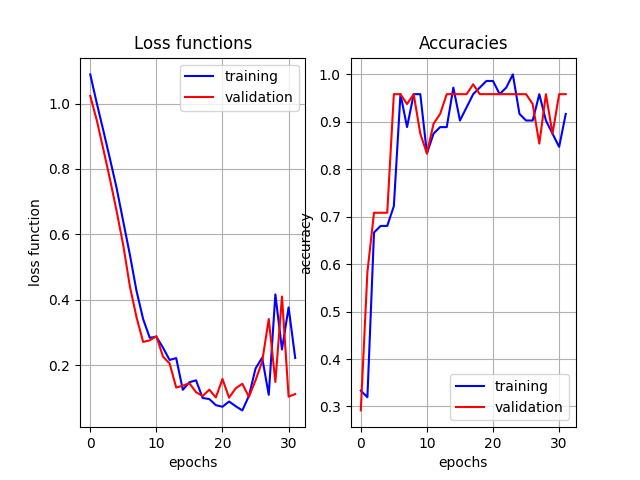 Loss functions
training
validation
1.0
0.8
0.6
0.4
0.2
loss function
0
10
20
30
epochs
Accuracies
1.0
0.9
0.8
0.7
0.6
0.5
0.4
0.3
accuracy
training
validation
0
10
20
30
epochs